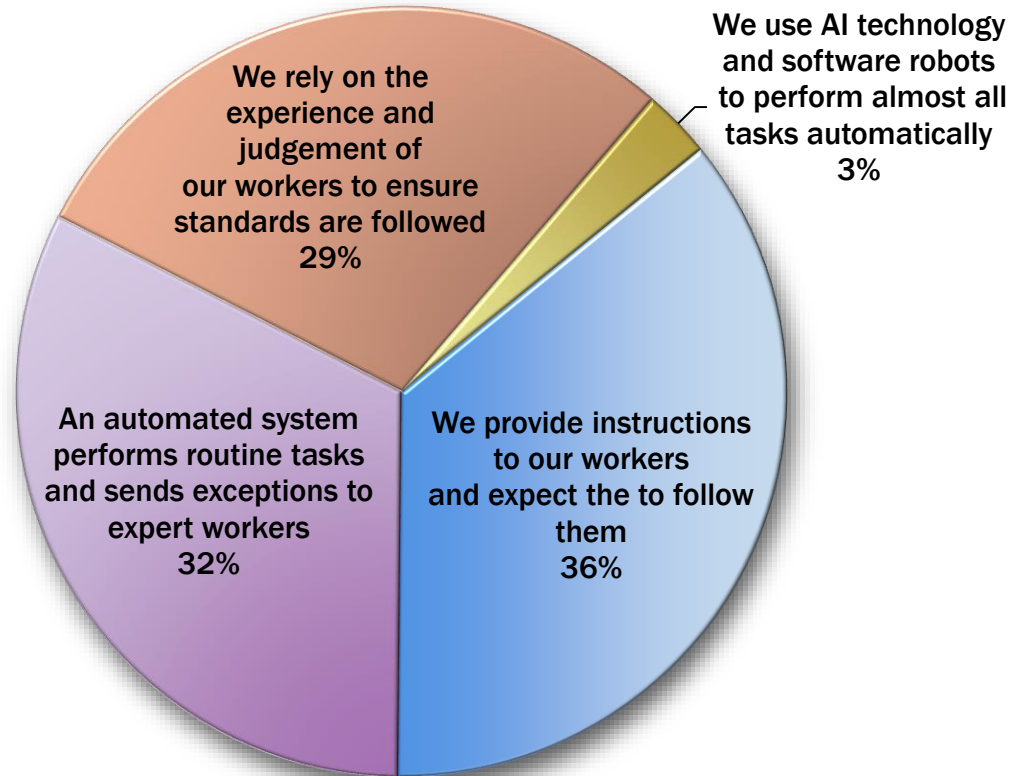 We use AI technology
and software robots
to perform almost all
tasks automatically
3%
We rely on the
experience and
judgement of
our workers to ensure
standards are followed
29%
An automated system
performs routine tasks
and sends exceptions to
expert workers
32%
We provide instructions
to our workers
and expect the to follow
them
36%